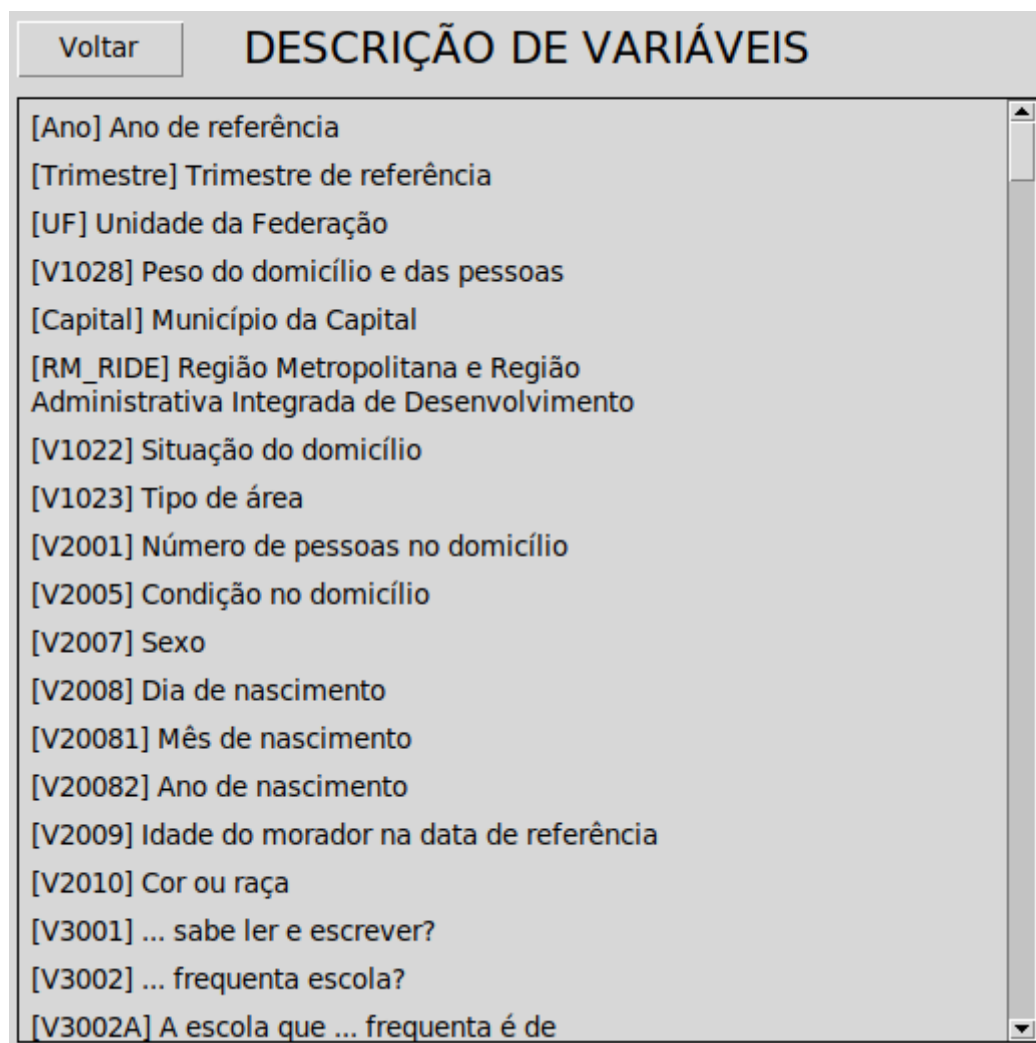 Voltar
DESCRIÇÃO DE VARIÁVEIS
[Ano] Ano de referência
[Trimestre] Trimestre de referência
[UF] Unidade da Federação
[V1028] Peso do domicílio e das pessoas
[Capital] Município da Capital
[RM_RIDE] Região Metropolitana e Região
Administrativa Integrada de Desenvolvimento
[V1022] Situação do domicílio
[V1023] Tipo de área
[V2001] Número de pessoas no domicílio
[V2005] Condição no domicílio
[V2007] Sexo
[V2008] Dia de nascimento
[V20081] Mês de nascimento
[V20082] Ano de nascimento
[V2009] Idade do morador na data de referência
[V2010] Cor ou raça
[V3001] ... sabe ler e escrever?
[V3002] ... frequenta escola?
[V3002A] A escola que ... frequenta é de